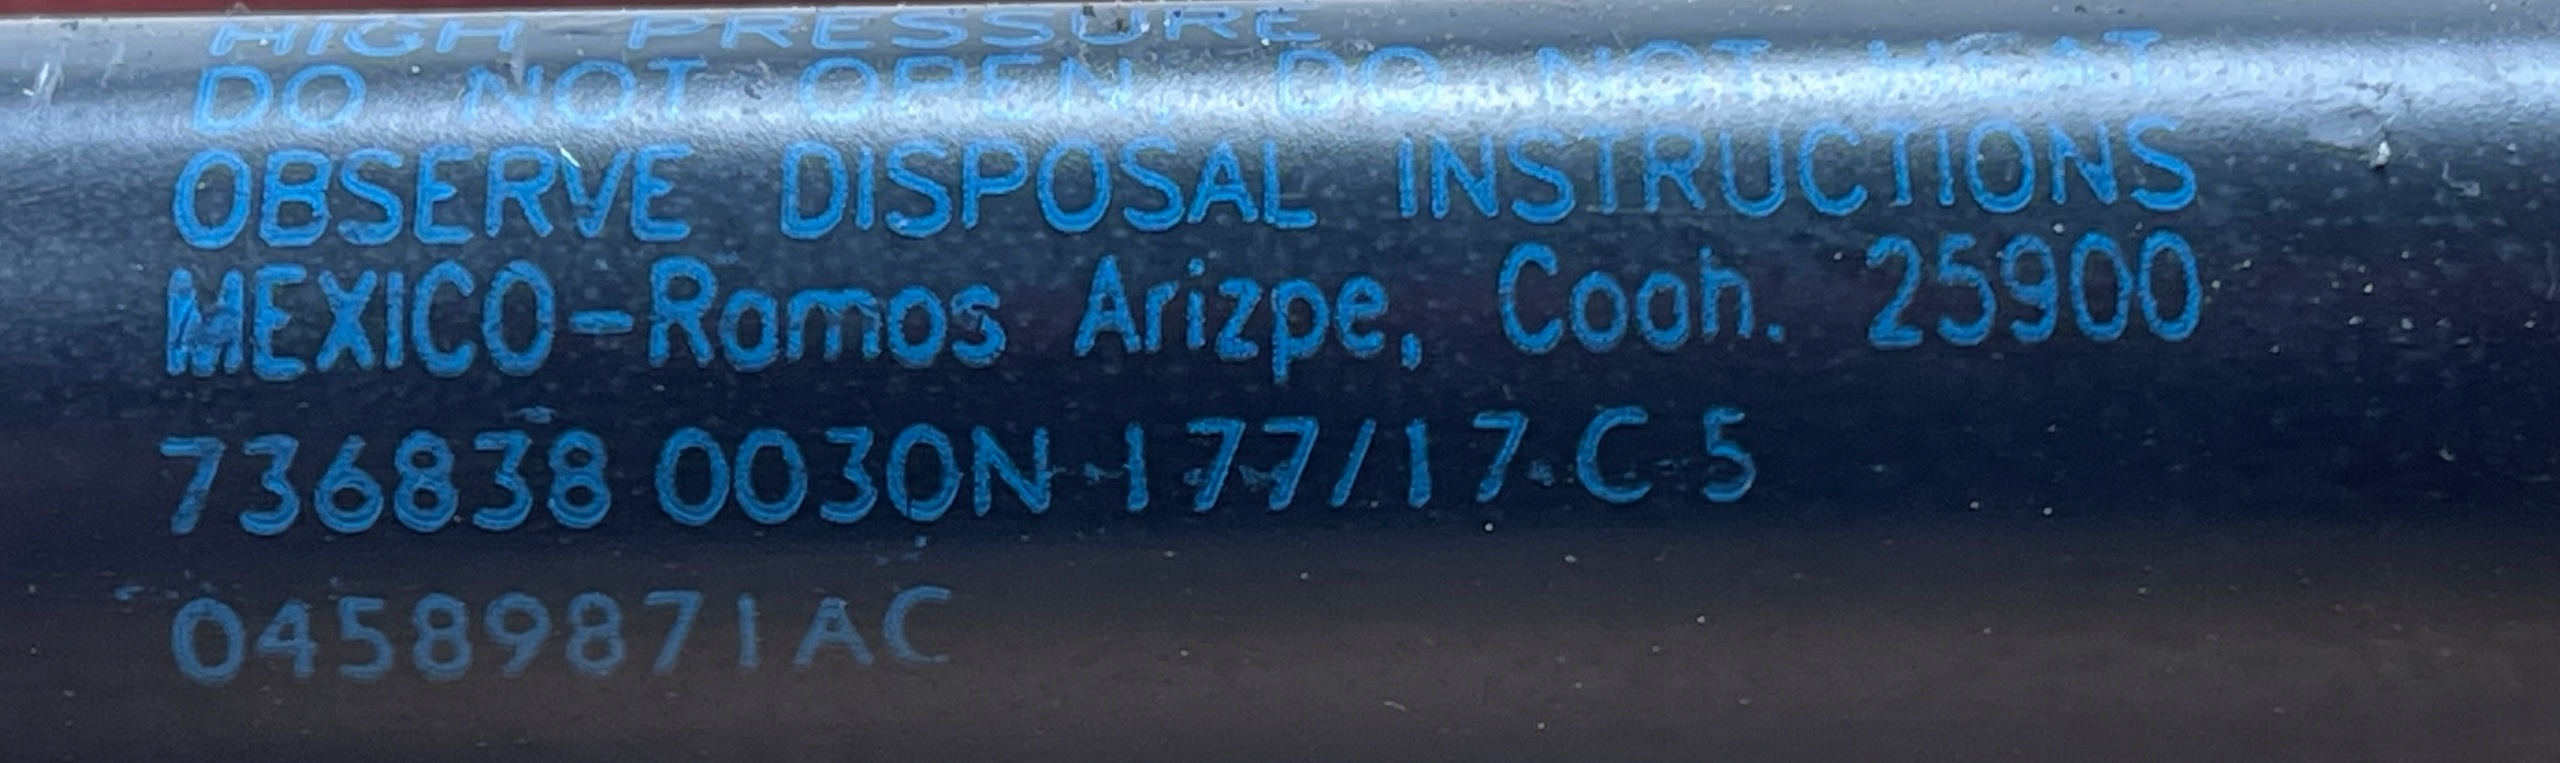 HIGH PRESSURE
DO NOT OPEN, DO NOT HEAT
OBSERVE DISPOSAL INSTRUCTIONS
MEXICO-Ramos Arizpe, Coah. 25900
736838 0030N 177/17 C 5
04589871AC